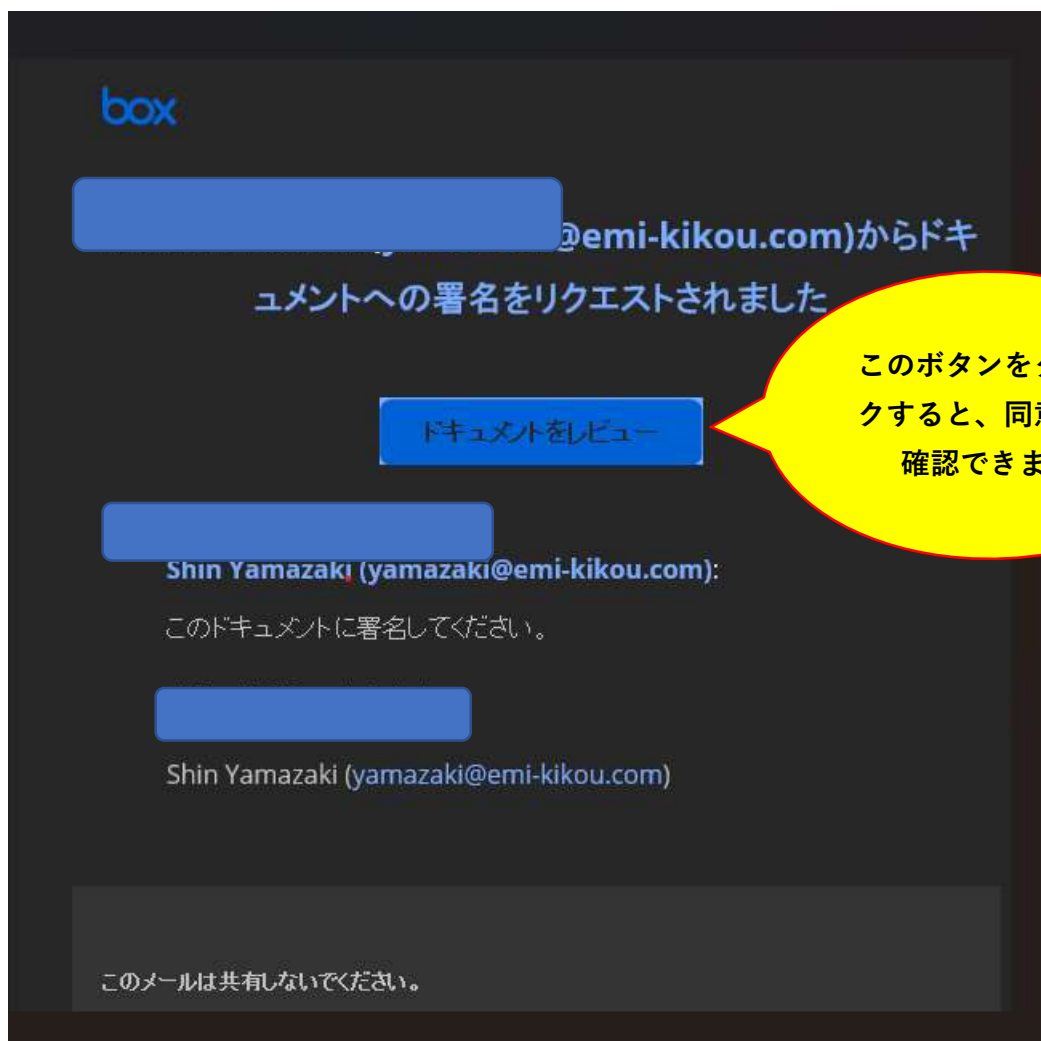 box
@emi-kikou.com)からドキ
ュメントへの署名をリクエストされました
このボタンを
クすると、同
確認できま
ドキュメントをレビュー
Shin Yamazaki (yamazaki@emi-kikou.com):
このドキュメントに署名してください。
Shin Yamazaki (yamazaki@emi-kikou.com)
このメールは共有しないでください。